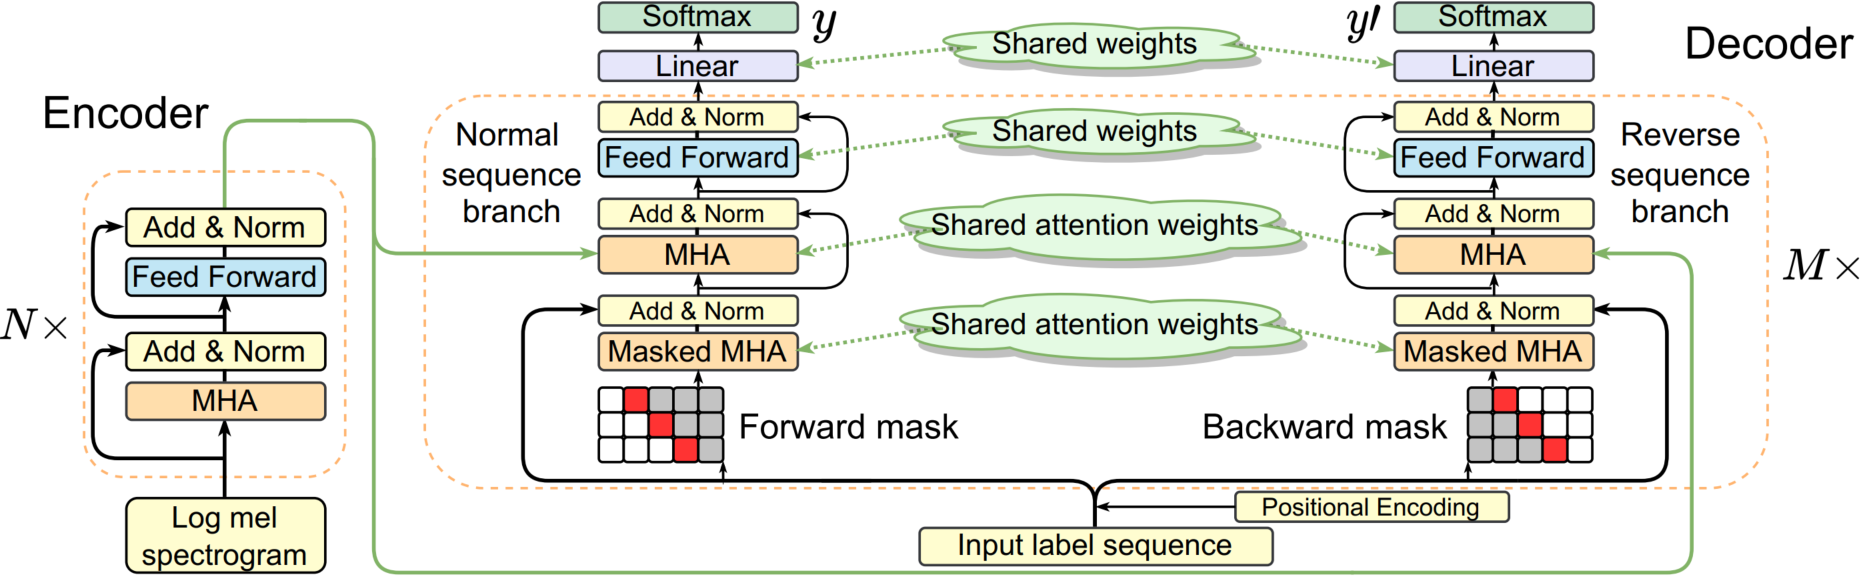 Encoder
N×
Add & Norm
Feed Forward
Add & Norm
MHA
Log mel
spectrogram
Normal
sequence
branch
Softmax
y
Linear
Add & Norm
Feed Forward
Add & Norm
MHA
Add & Norm
Masked MHA
Forward mask
Shared weights
Shared weights
Shared attention weights
Shared attention weights
Positional Encoding
Input label sequence
Decoder
y′
Softmax
Linear
Add & Norm
Feed Forward
Add & Norm
MHA
Add & Norm
Masked MHA
Backward mask
Reverse
sequence
branch
M×